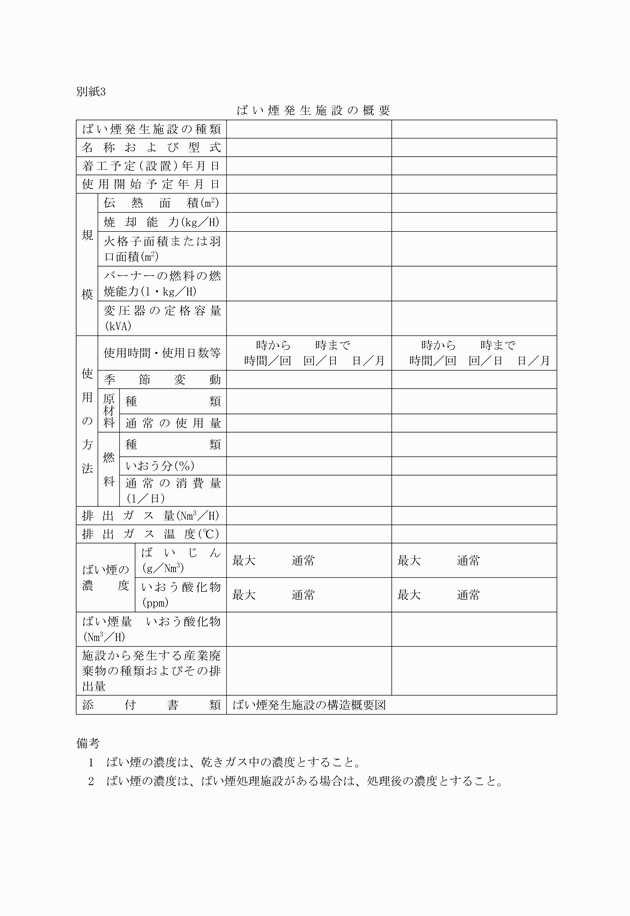 別紙3
ばい煙発生施設の概要
ばい煙発生施設の種類
名称および型式
着工予定(設置)年月日
使用開始予定年月日
規模
伝熱面積(m²)
焼却能力(kg／H)
火格子面積または羽
口面積(m²)
バーナーの燃料の燃
焼能力(l・kg／H)
変圧器の定格容量
(kVA)
使用の方法
使用時間・使用日数等
時から　時まで
時間／回　回／日　日／月
時から　時まで
時間／回　回／日　日／月
季節変動
原材料
種類
通常の使用量
燃料
種類
いおう分(％)
通常の消費量
(l／日)
排出ガス量(Nm³／H)
排出ガス温度(℃)
ばい煙の
濃度
ばいじん
(g／Nm³)
最大　通常
最大　通常
いおう酸化物
(ppm)
最大　通常
最大　通常
ばい煙量　いおう酸化物
(Nm³／H)
施設から発生する産業廃
棄物の種類およびその排
出量
添付書類
ばい煙発生施設の構造概要図
備考
1　ばい煙の濃度は、乾きガス中の濃度とすること。
2　ばい煙の濃度は、ばい煙処理施設がある場合は、処理後の濃度とすること。